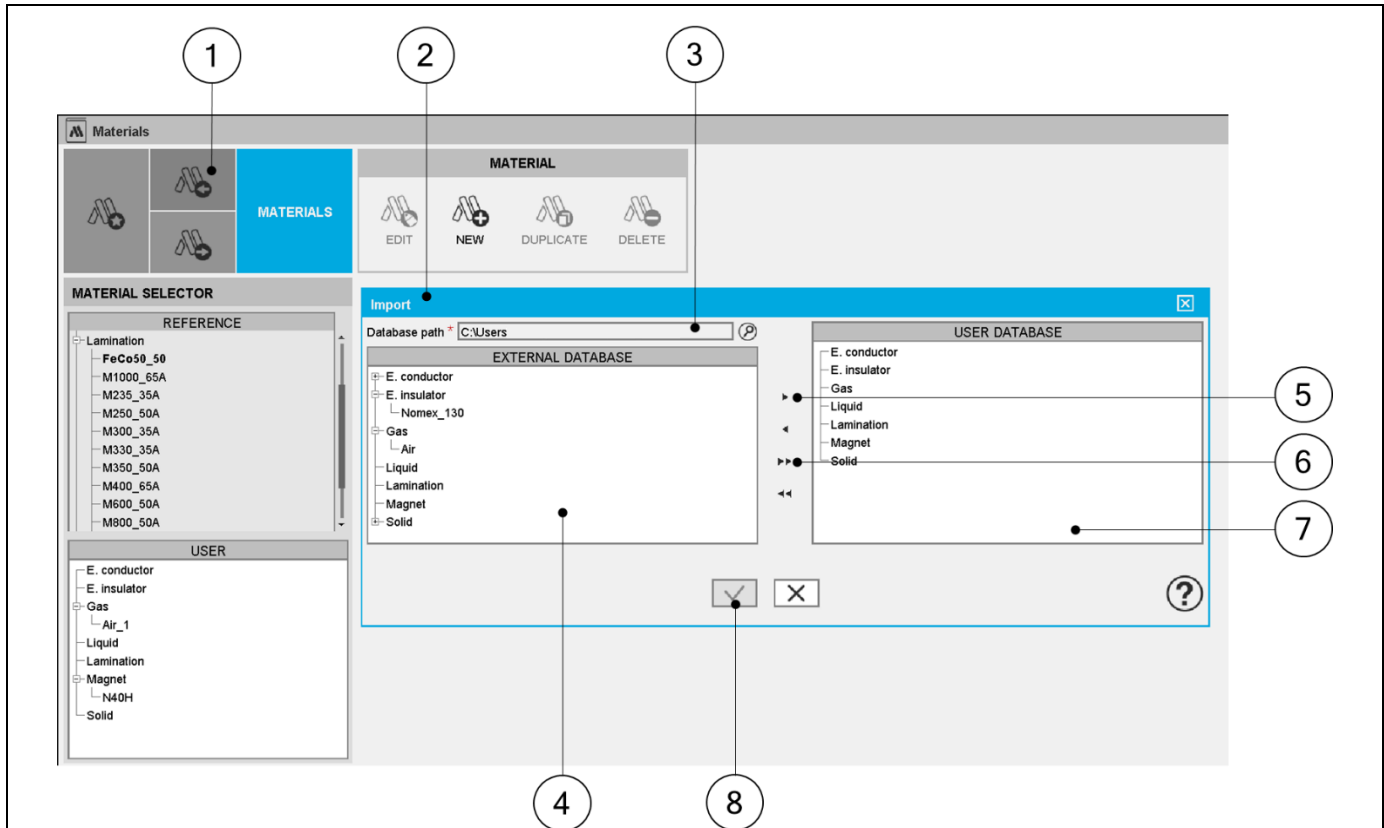 1
2
3
Materials
MATERIALS
MATERIAL
EDIT
NEW
DUPLICATE
DELETE
MATERIAL SELECTOR
REFERENCE
Lamination
FeCo50_50
M1000_65A
M235_35A
M250_50A
M300_35A
M330_35A
M350_50A
M400_65A
M600_50A
M800_50A
USER
E. conductor
E. insulator
Gas
Air_1
Liquid
Lamination
Magnet
N40H
Solid
Import
Database path * C:\Users
EXTERNAL DATABASE
E. conductor
E. insulator
Nomex_130
Gas
Air
Liquid
Lamination
Magnet
Solid
USER DATABASE
E. conductor
E. insulator
Gas
Liquid
Lamination
Magnet
Solid
?
5
6
7
4
8